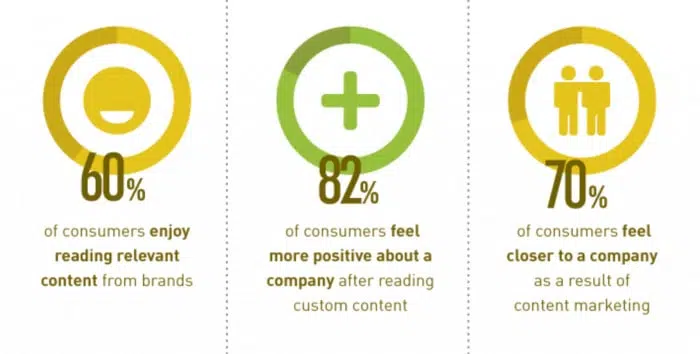 60%
of consumers enjoy
reading relevant
content from brands
82%
of consumers feel
more positive about a
company after reading
custom content
70%
of consumers feel
closer to a company
as a result of
content marketing